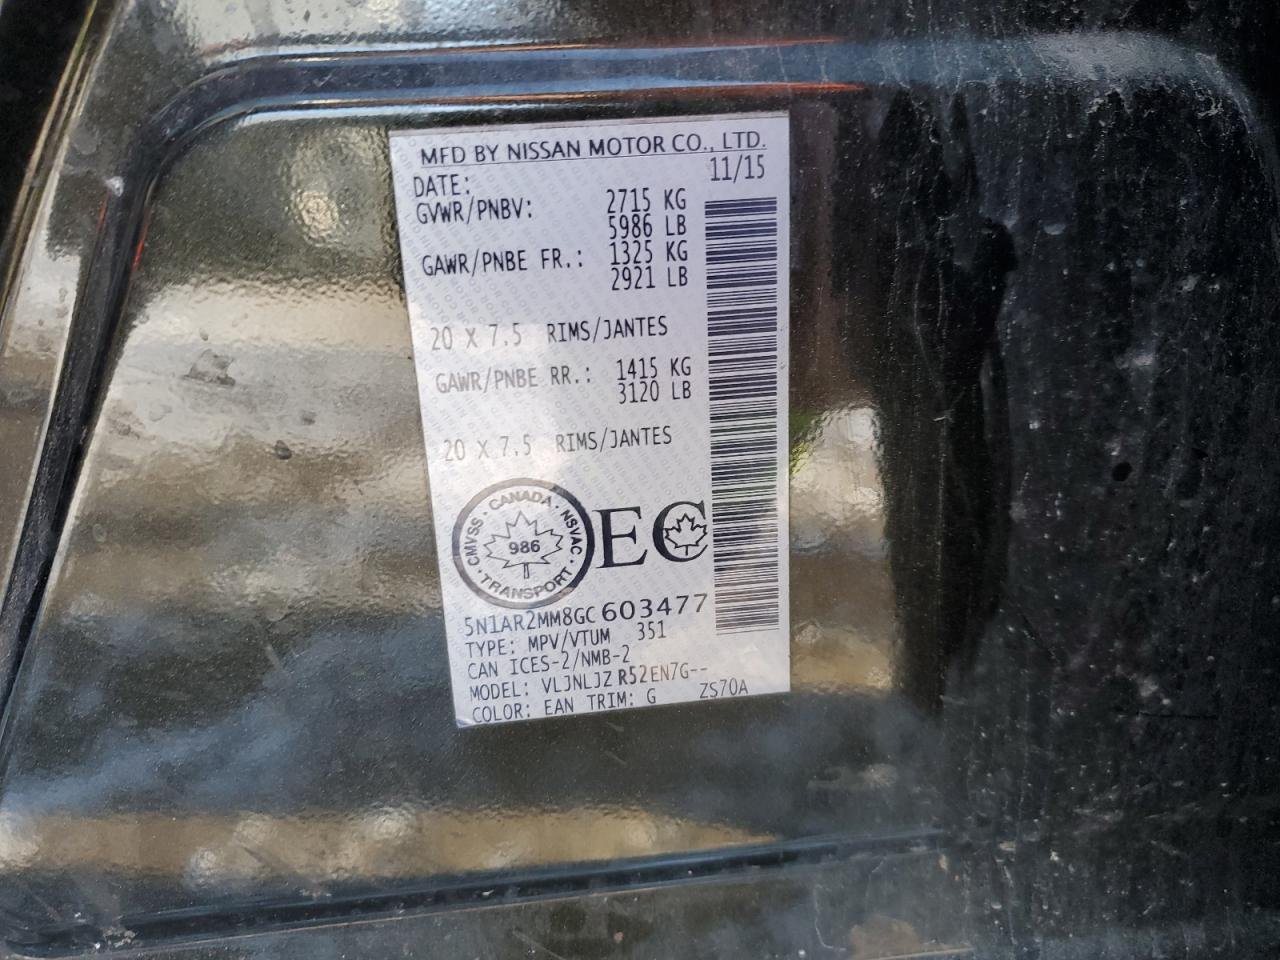 MFD BY NISSAN MOTOR CO., LTD.
DATE: 11/15
GVWR/PNBV: 2715 KG
5986 LB
GAWR/PNBE FR.: 1325 KG
2921 LB
20 X 7.5 RIMS/JANTES
GAWR/PNBE RR.: 1415 KG
3120 LB
20 X 7.5 RIMS/JANTES
CMVSS · CANADA · NSVAC · TRANSPORT ·
986
EC
5N1AR2MM8GC603477
TYPE: MPV/VTUM 351
CAN ICES-2/NMB-2
MODEL: VLJNLJZ R52EN7G--
COLOR: EAN TRIM: G ZS70A